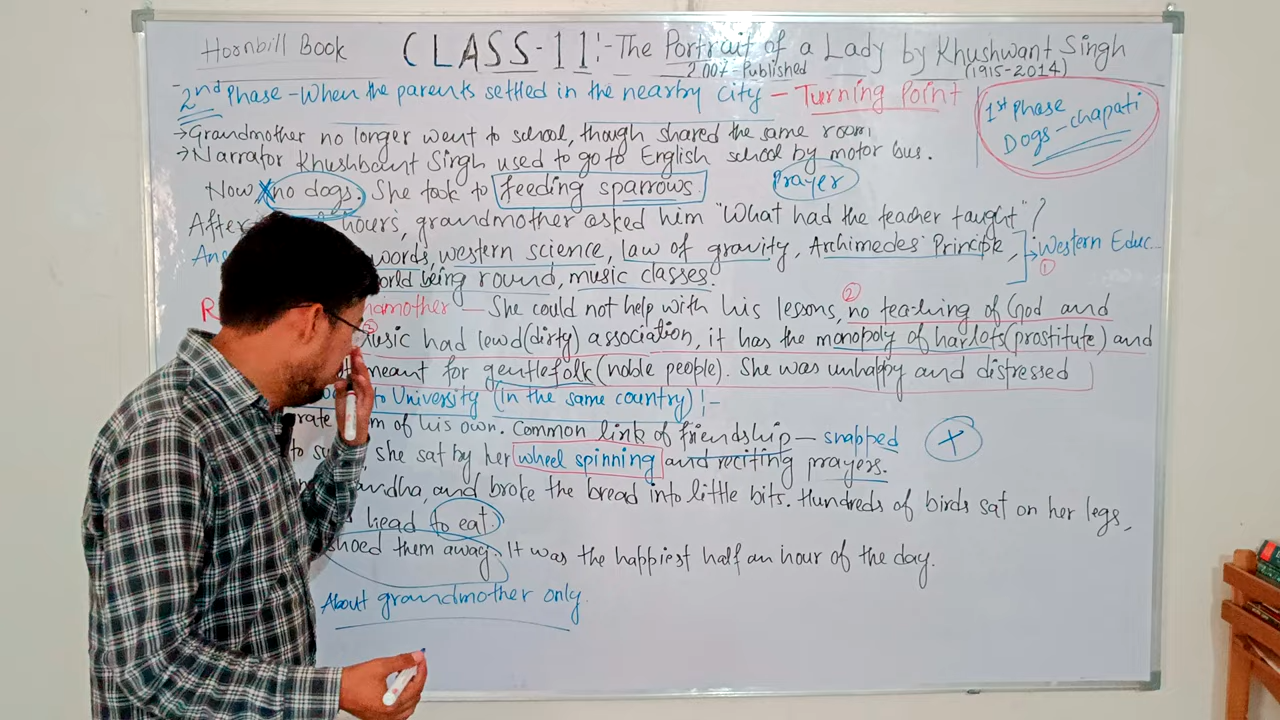 Hornbill Book CLASS-11:- The Portrait of a Lady by Khushwant Singh
2007-Published (1915-2014)
2nd Phase - When the parents settled in the nearby city - Turning Point
1st phase
Dogs - chapati
→Grandmother no longer went to school, though shared the same room.
→Narrator Khushbant Singh used to go to English school by motor bus.
Now no dogs. She took to feeding sparrows. Prayer
After hours, grandmother asked him "What had the teacher taught"?
words, western science, law of gravity, Archimedes' Principle, → Western Educ...
being round, music classes. 1
She could not help with his lessons, 2 no teaching of God and
music had lewd (dirty) association, it has the monopoly of harlots (prostitute) and
meant for gentlefolk (noble people). She was unhappy and distressed
to University (in the same country) :-
of his own. Common link of friendship - snapped
she sat by her wheel spinning and reciting prayers.
and broke the bread into little bits. Hundreds of birds sat on her legs,
head to eat.
them away. It was the happiest half an hour of the day.
About grandmother only.